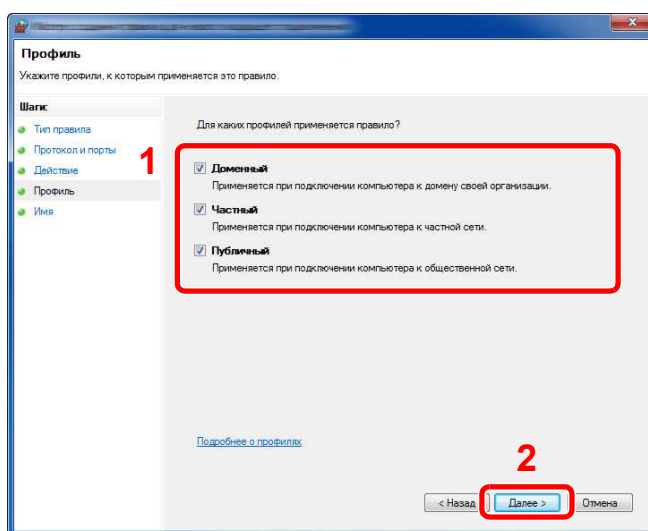 Профиль
Укажите профили, к которым применяется это правило.
Шаги:
Тип правила
Протокол и порты
Действие
Профиль
Имя
Для каких профилей применяется правило?
1
Доменный
Применяется при подключении компьютера к домену своей организации.
Частный
Применяется при подключении компьютера к частной сети.
Публичный
Применяется при подключении компьютера к общественной сети.
Подробнее о профилях
2
< Назад
Далее >
Отмена